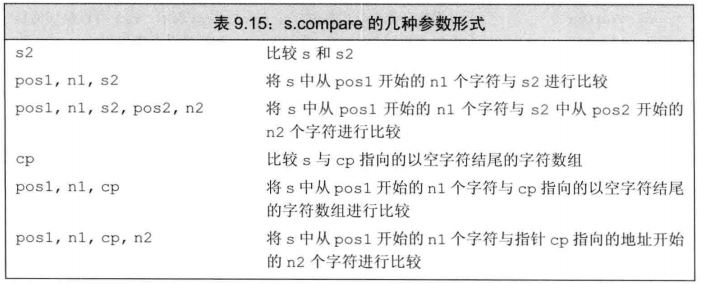 表 9.15：s.compare 的几种参数形式
s2 比较 s 和 s2
pos1, n1, s2 将 s 中从 pos1 开始的 n1 个字符与 s2 进行比较
pos1, n1, s2, pos2, n2 将 s 中从 pos1 开始的 n1 个字符与 s2 中从 pos2 开始的
n2 个字符进行比较
cp 比较 s 与 cp 指向的以空字符结尾的字符数组
pos1, n1, cp 将 s 中从 pos1 开始的 n1 个字符与 cp 指向的以空字符结尾
的字符数组进行比较
pos1, n1, cp, n2 将 s 中从 pos1 开始的 n1 个字符与指针 cp 指向的地址开始
的 n2 个字符进行比较